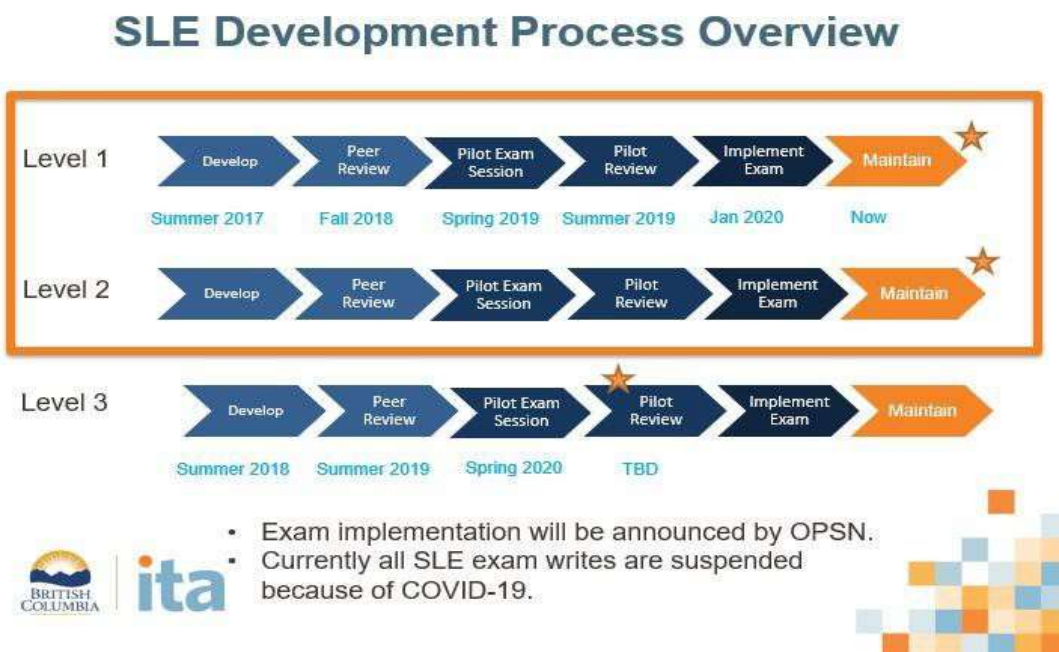 SLE Development Process Overview
Level 1
Develop
Peer
Review
Pilot Exam
Session
Pilot
Review
Implement
Exam
Maintain
Summer 2017
Fall 2018
Spring 2019
Summer 2019
Jan 2020
Now
Level 2
Develop
Peer
Review
Pilot Exam
Session
Pilot
Review
Implement
Exam
Maintain
Level 3
Develop
Peer
Review
Pilot Exam
Session
Pilot
Review
Implement
Exam
Maintain
Summer 2018
Summer 2019
Spring 2020
TBD
• Exam implementation will be announced by OPSN.
• Currently all SLE exam writes are suspended
because of COVID-19.
BRITISH
COLUMBIA
ita